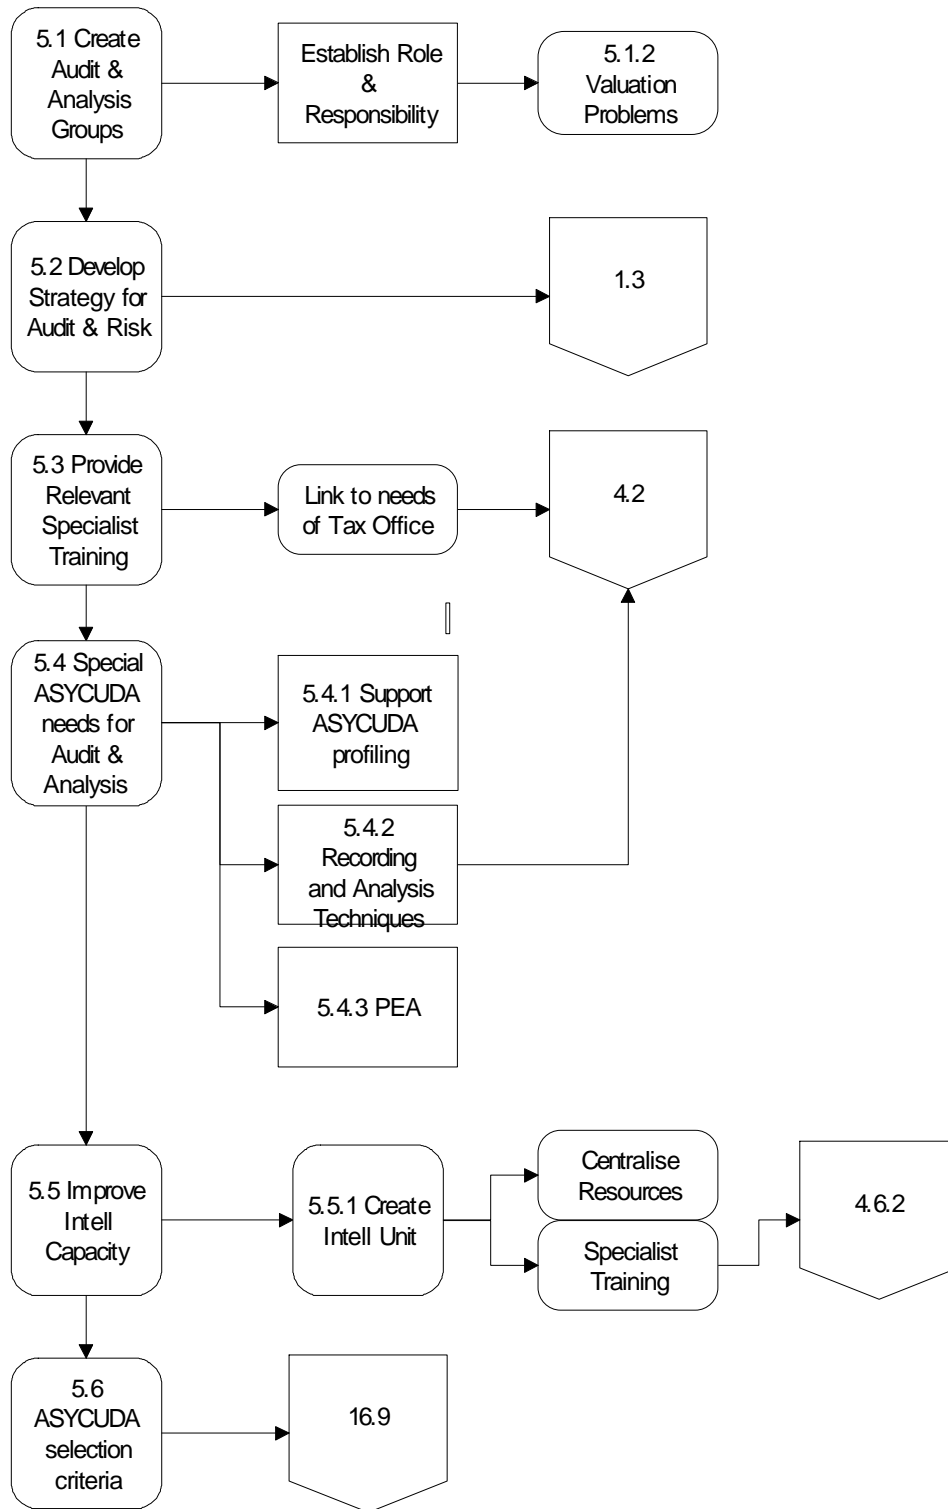 5.1 Create
Audit &
Analysis
Groups
Establish Role
&
Responsibility
5.1.2
Valuation
Problems
5.2 Develop
Strategy for
Audit & Risk
1.3
5.3 Provide
Relevant
Specialist
Training
Link to needs
of Tax Office
4.2
5.4 Special
ASYCUDA
needs for
Audit &
Analysis
5.4.1 Support
ASYCUDA
profiling
5.4.2
Recording
and Analysis
Techniques
5.4.3 PEA
5.5 Improve
Intell
Capacity
5.5.1 Create
Intell Unit
Centralise
Resources
Specialist
Training
4.6.2
5.6
ASYCUDA
selection
criteria
16.9